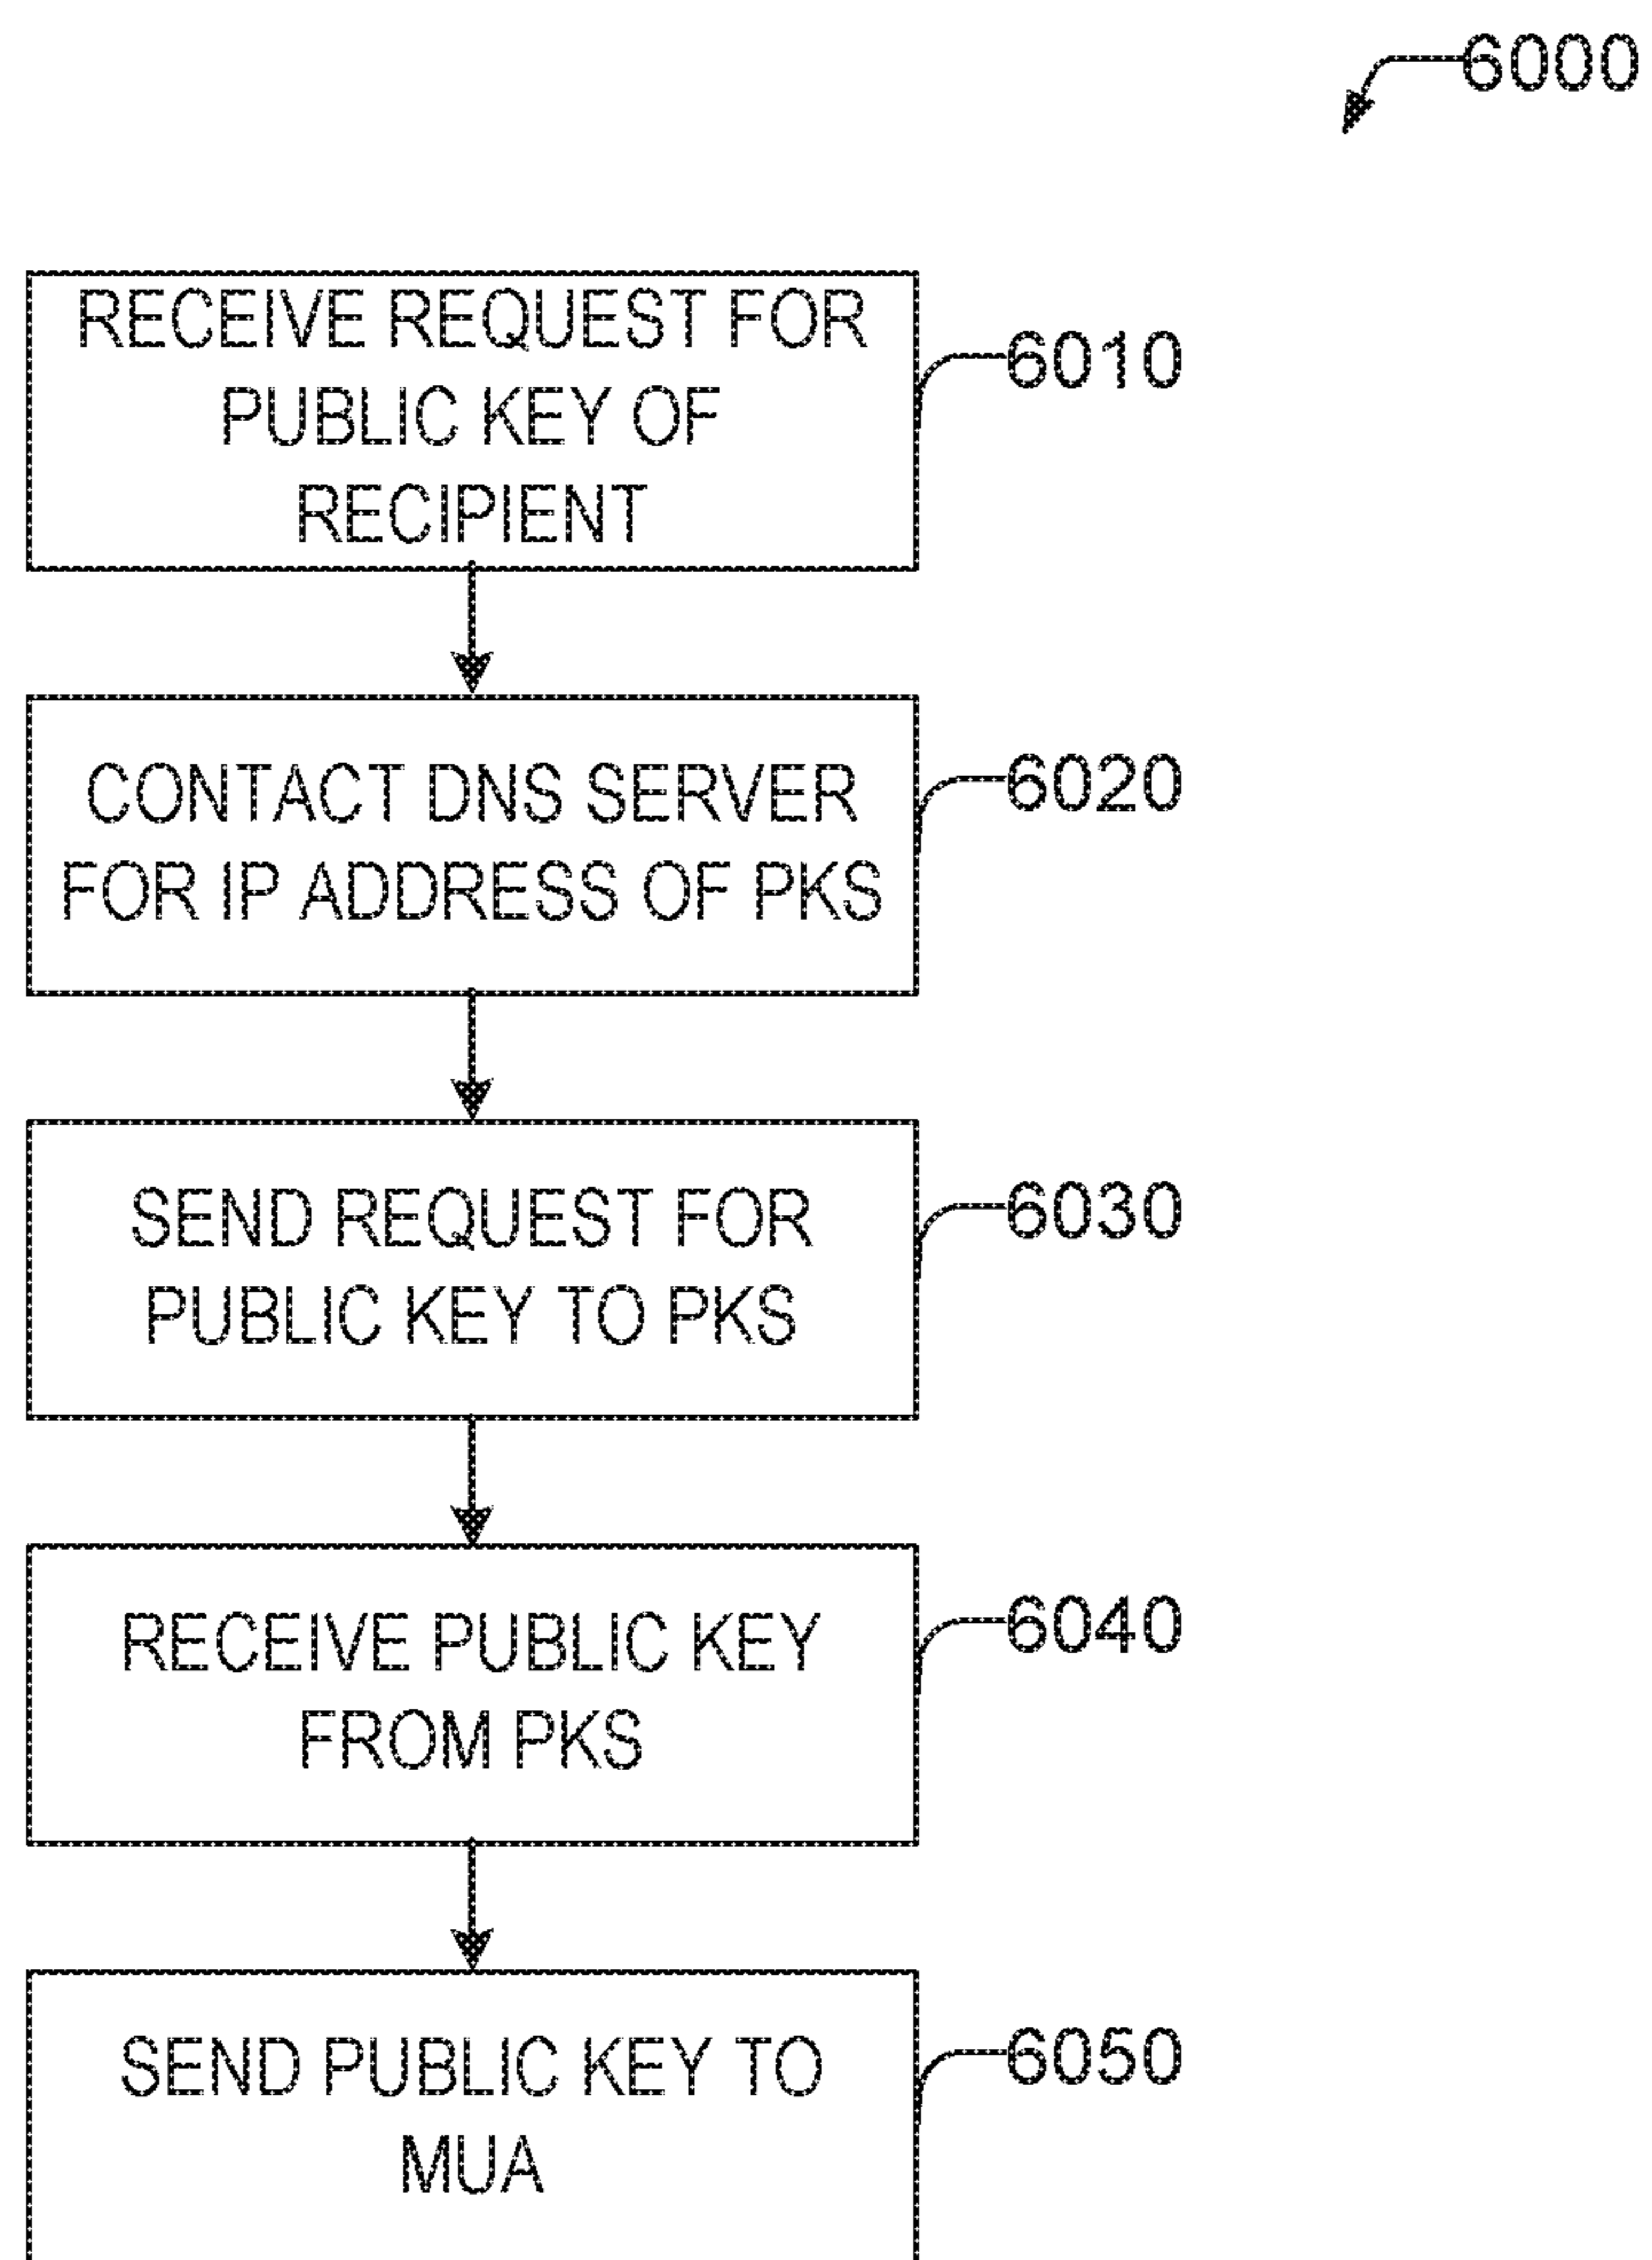 6000
RECEIVE REQUEST FOR
PUBLIC KEY OF
RECIPIENT
6010
CONTACT DNS SERVER
FOR IP ADDRESS OF PKS
6020
SEND REQUEST FOR
PUBLIC KEY TO PKS
6030
RECEIVE PUBLIC KEY
FROM PKS
6040
SEND PUBLIC KEY TO
MUA
6050